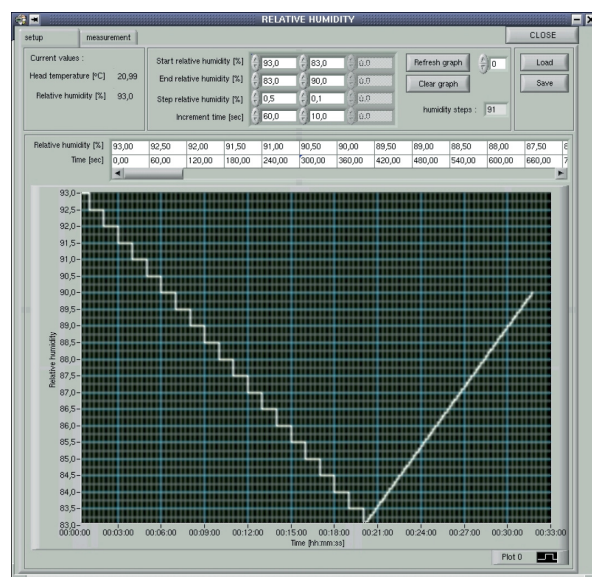 RELATIVE HUMIDITY
setup measurement CLOSE
Current values :
Head temperature [ºC] 20,99
Relative humidity [%] 93,0
Start relative humidity [%] 93,0 83,0 0,0
End relative humidity [%] 83,0 90,0 0,0
Step relative humidity [%] 0,5 0,1 0,0
Increment time [sec] 60,0 10,0 0,0
Refresh graph 0
Clear graph
humidity steps : 91
Load
Save
Relative humidity [%] 93,00 92,50 92,00 91,50 91,00 90,50 90,00 89,50 89,00 88,50 88,00 87,50 8
Time [sec] 0,00 60,00 120,00 180,00 240,00 300,00 360,00 420,00 480,00 540,00 600,00 660,00 7
93,0
92,5
92,0
91,5
91,0
90,5
90,0
89,5
89,0
88,5
88,0
87,5
87,0
86,5
86,0
85,5
85,0
84,5
84,0
83,5
83,0
Relative humidity
00:00:00 00:03:00 00:06:00 00:09:00 00:12:00 00:15:00 00:18:00 00:21:00 00:24:00 00:27:00 00:30:00 00:33:00
Time [hh:mm:ss]
Plot 0